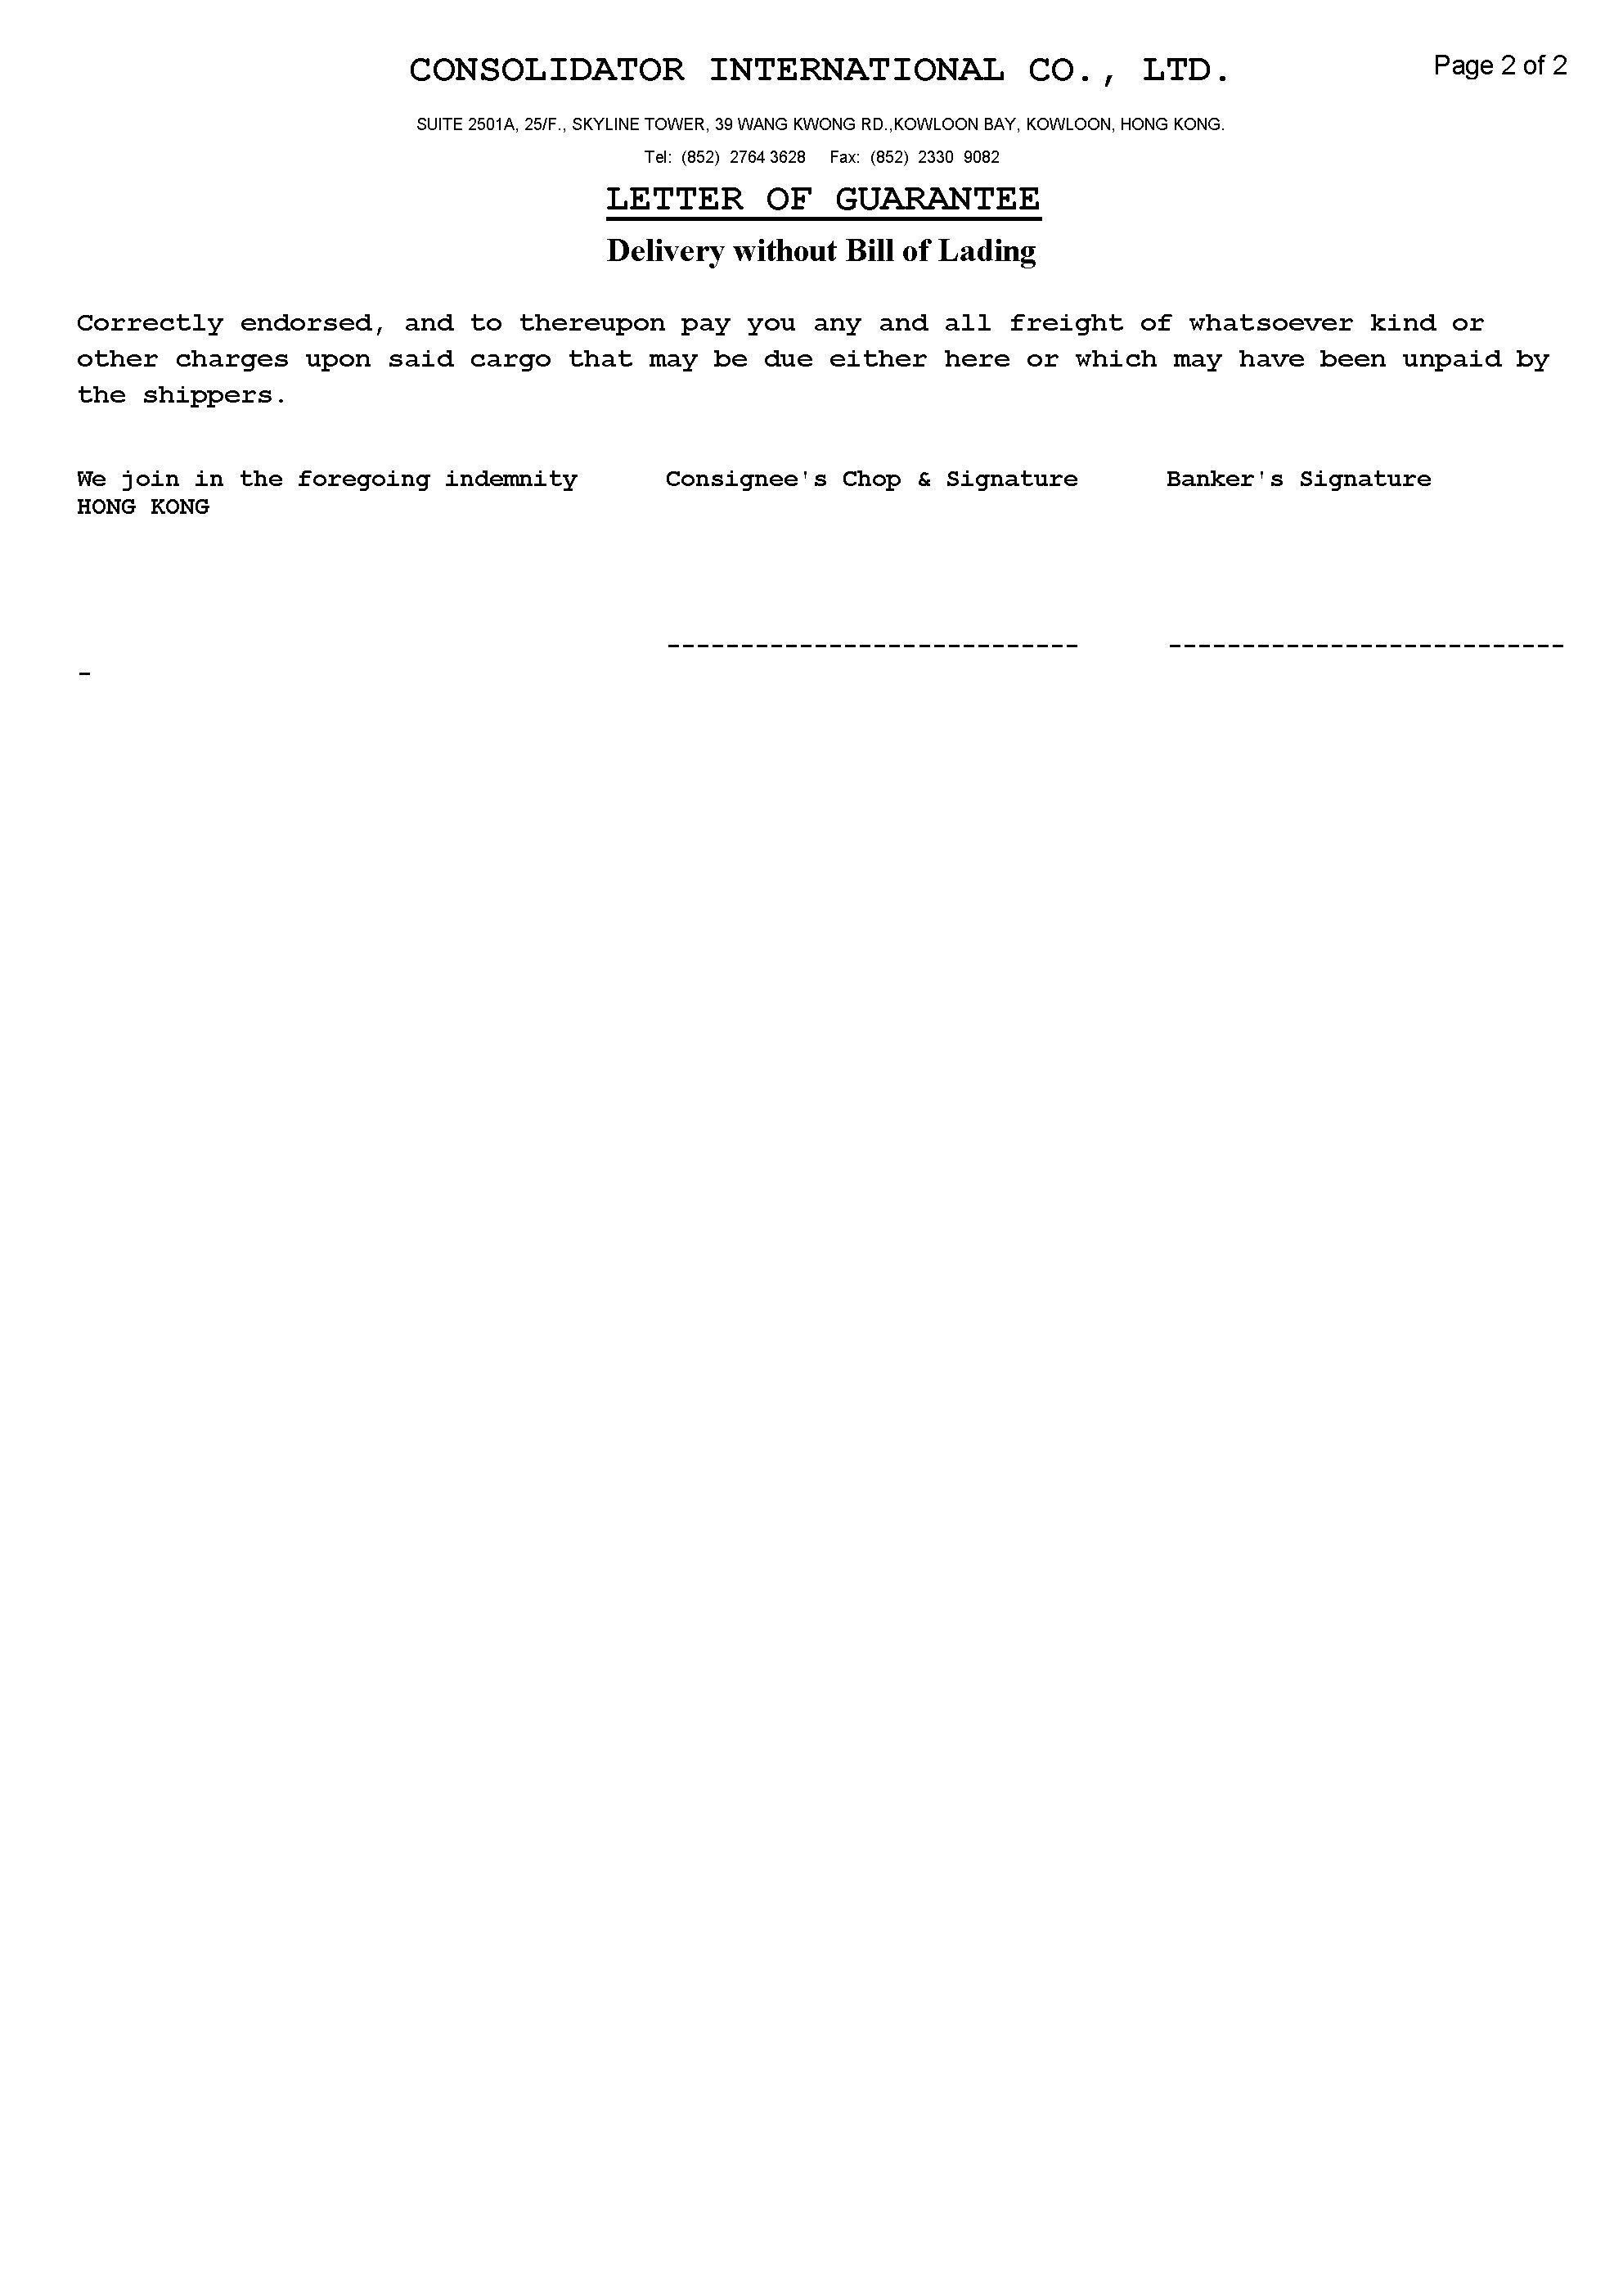 CONSOLIDATOR INTERNATIONAL CO., LTD.
Page 2 of 2
SUITE 2501A, 25/F., SKYLINE TOWER, 39 WANG KWONG RD.,KOWLOON BAY, KOWLOON, HONG KONG.
Tel: (852) 2764 3628 Fax: (852) 2330 9082
LETTER OF GUARANTEE
Delivery without Bill of Lading
Correctly endorsed, and to thereupon pay you any and all freight of whatsoever kind or
other charges upon said cargo that may be due either here or which may have been unpaid by
the shippers.
We join in the foregoing indemnity Consignee's Chop & Signature Banker's Signature
HONG KONG
---------------------------- ---------------------------
-